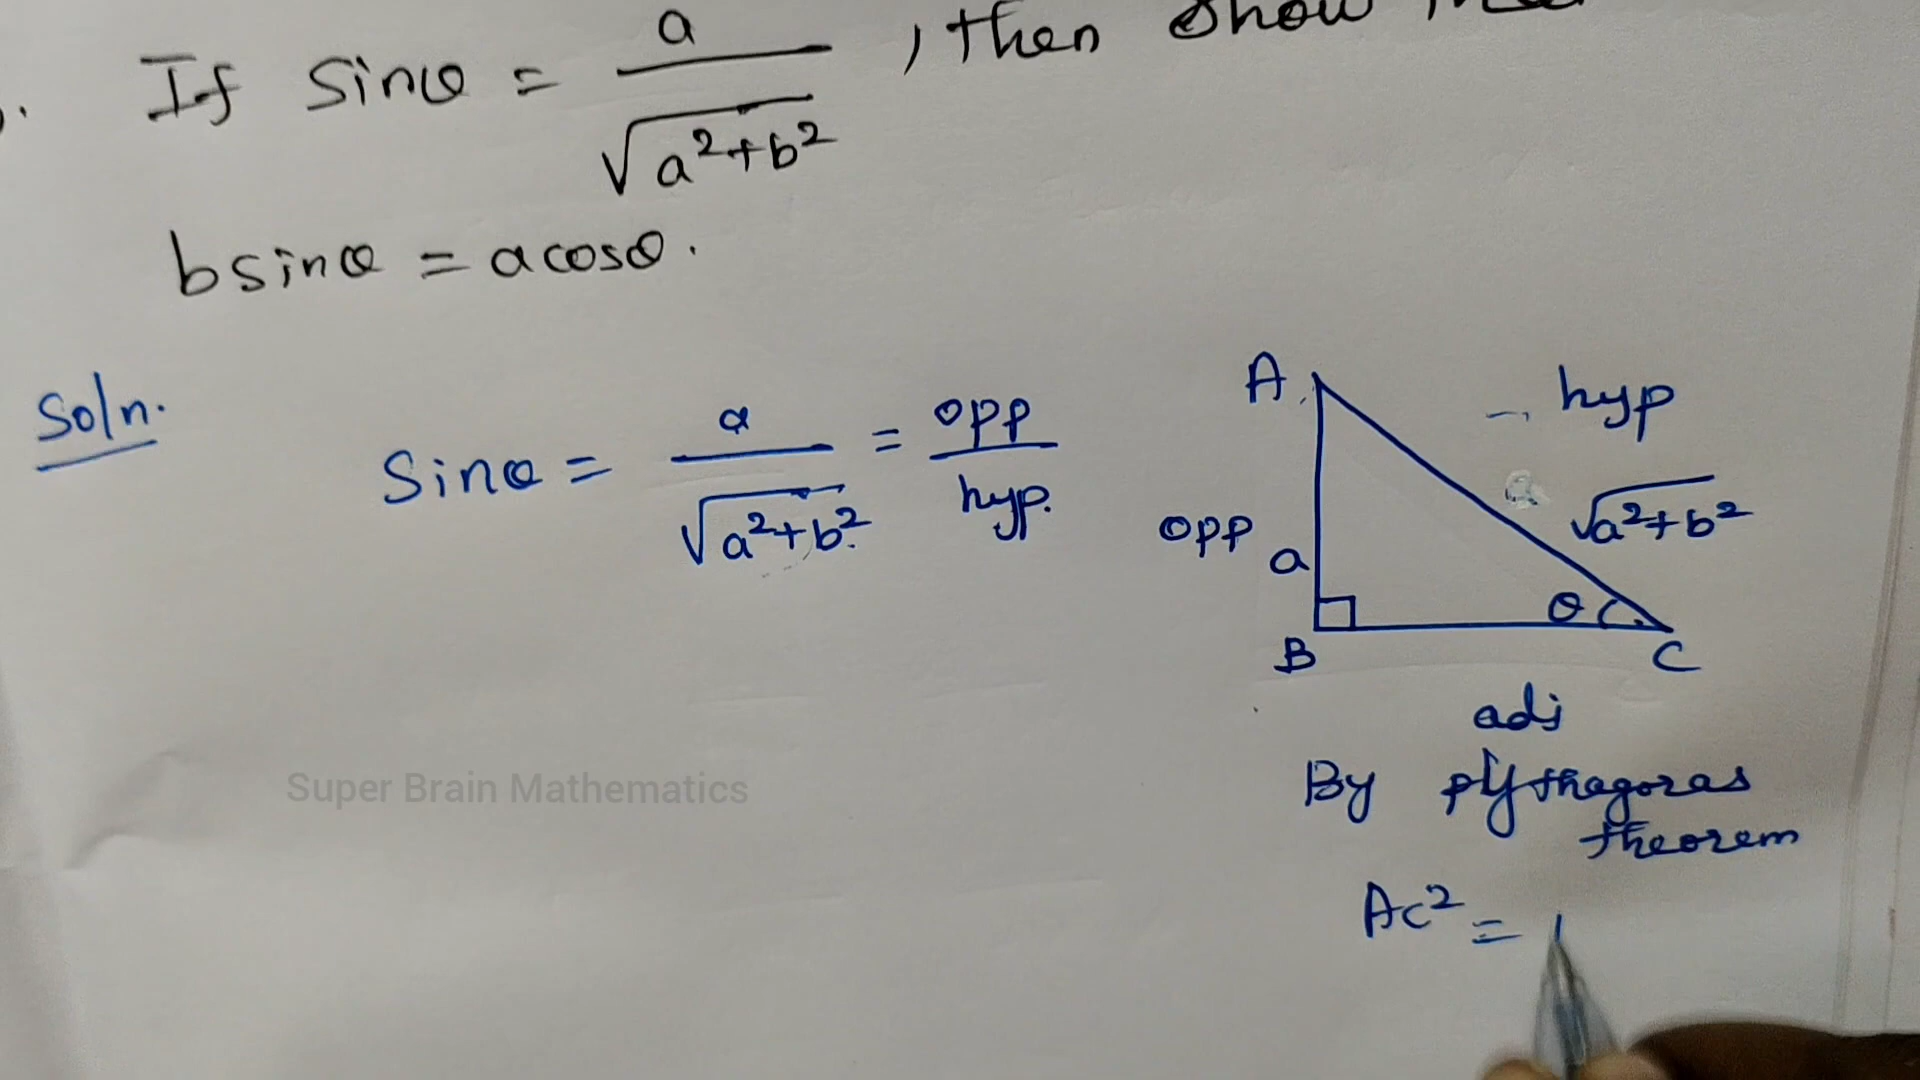 If sinθ = a/√a²+b² , then show
bsinθ = acosθ.
Soln.
sinθ = a/√a²+b² = opp/hyp.
A
hyp
√a²+b²
opp
a
θ
B
C
adj
By pythagoras
theorem
AC² =
Super Brain Mathematics